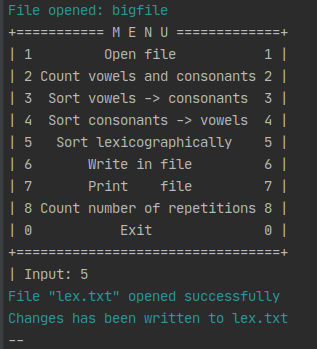 File opened: bigfile
+=========== M E N U =============+
| 1         Open file           1 |
| 2 Count vowels and consonants 2 |
| 3  Sort vowels -> consonants  3 |
| 4  Sort consonants -> vowels  4 |
| 5   Sort lexicographically    5 |
| 6       Write in file         6 |
| 7       Print    file         7 |
| 8 Count number of repetitions 8 |
| 0           Exit              0 |
+=================================+
| Input: 5
File "lex.txt" opened successfully
Changes has been written to lex.txt
--